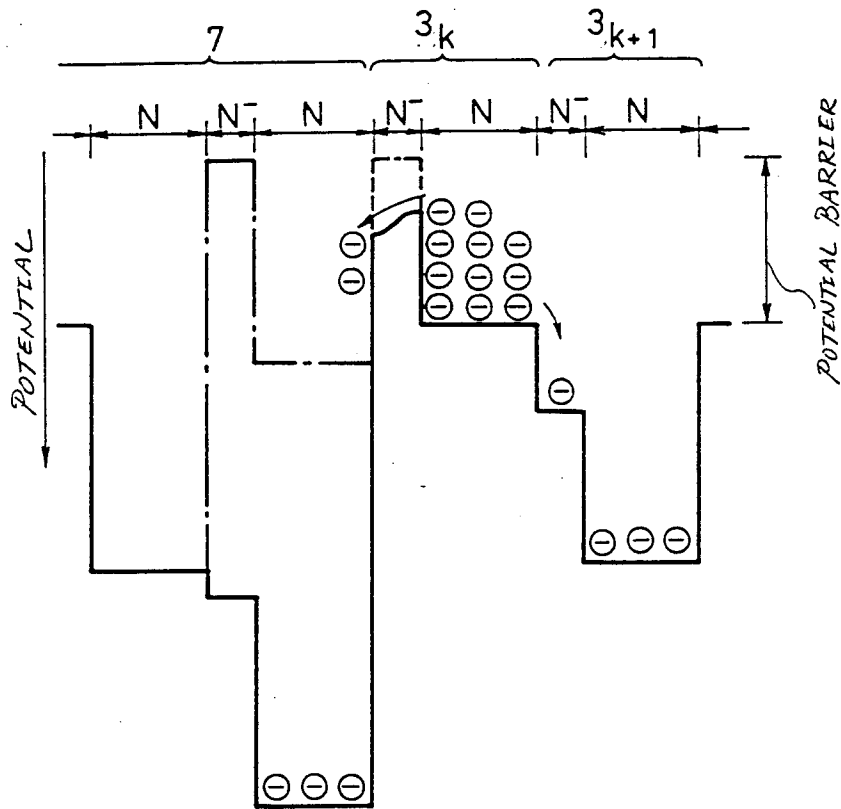 7 3k 3k+1
N N⁻ N N⁻ N N⁻ N
POTENTIAL
POTENTIAL BARRIER
⊖ ⊖
⊖ ⊖ ⊖ ⊖
⊖ ⊖ ⊖ ⊖
⊖ ⊖ ⊖
⊖
⊖ ⊖ ⊖
⊖ ⊖ ⊖